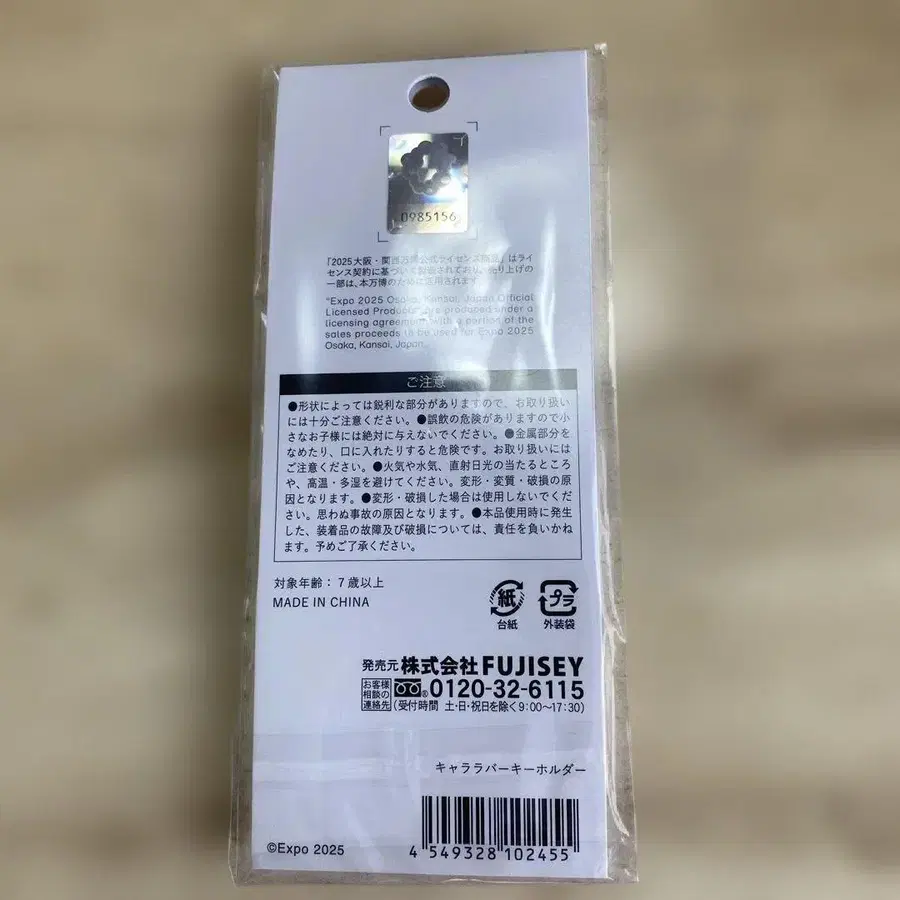 0985156
「2025大阪・関西万博公式ライセンス商品」はライ
センス契約に基づいて製造されており、売り上げの
一部は、本万博のために活用されます。
"Expo 2025 Osaka, Kansai, Japan Official
Licensed Products" are produced under a
licensing agreement with a portion of the
sales proceeds to be used for Expo 2025
Osaka, Kansai, Japan.
ご注意
●形状によっては鋭利な部分がありますので、お取り扱い
には十分ご注意ください。●誤飲の危険がありますので小
さなお子様には絶対に与えないでください。●金属部分を
なめたり、口に入れたりすると危険です。お取り扱いには
ご注意ください。●火気や水気、直射日光の当たるところ
や、高温・多湿を避けてください。変形・変質・破損の原
因となります。●変形・破損した場合は使用しないでくだ
さい。思わぬ事故の原因となります。●本品使用時に発生
した、装着品の故障及び破損については、責任を負いかね
ます。予めご了承ください。
対象年齢：7歳以上
MADE IN CHINA
紙
台紙
プラ
外装袋
発売元 株式会社FUJISEY
お客様
相談の
連絡先
® 0120-32-6115
(受付時間 土・日・祝日を除く9:00〜17:30)
キャララバーキーホルダー
©Expo 2025
4 549328 102455